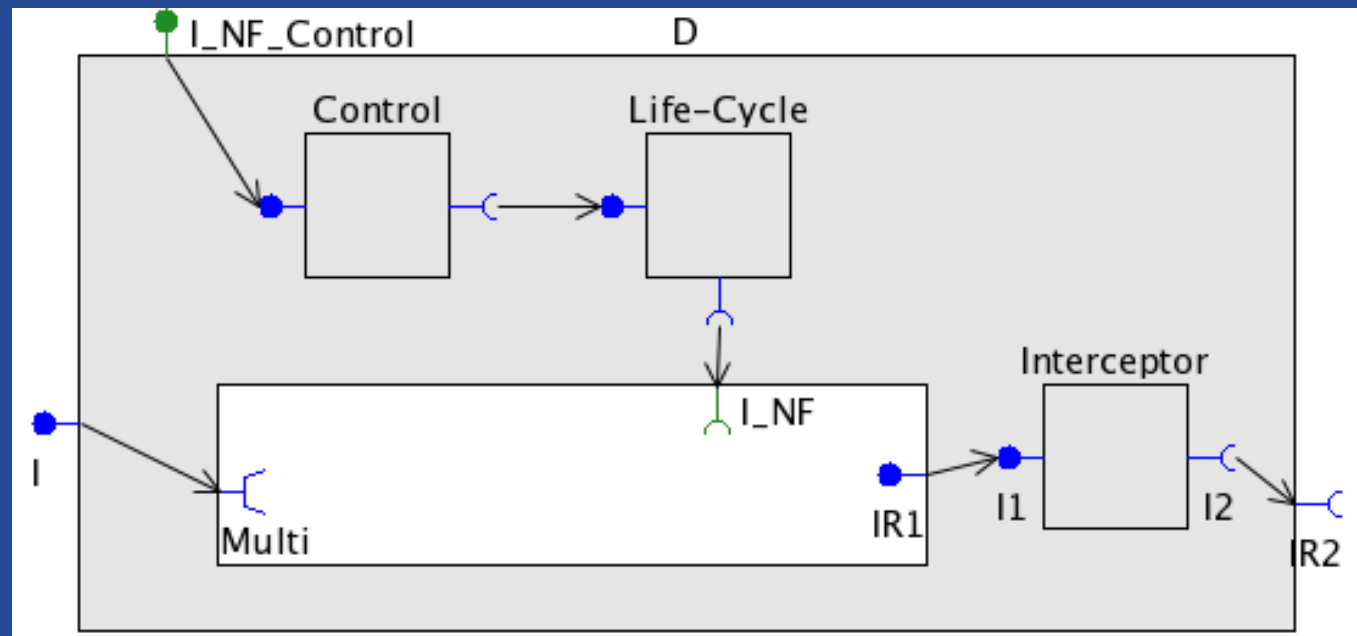 I_NF_Control
D
Control
Life-Cycle
Interceptor
I_NF
I
Multi
IR1
I1
I2
IR2